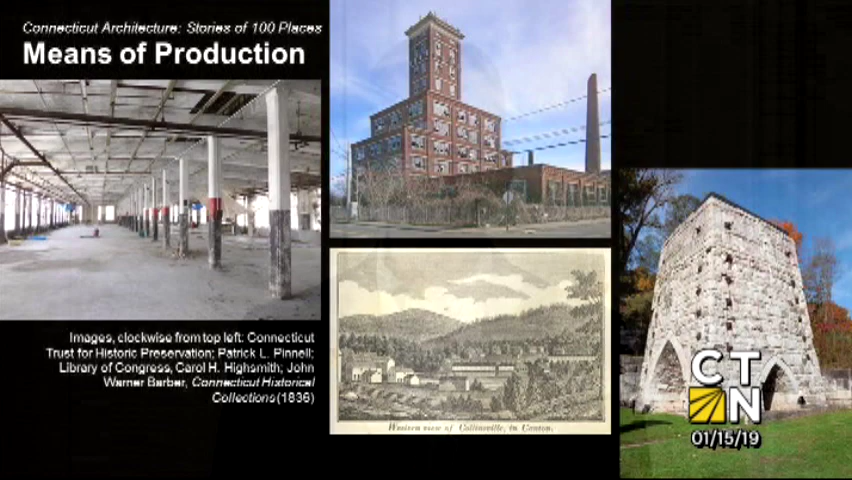 Connecticut Architecture: Stories of 100 Places
Means of Production
Images, clockwise from top left: Connecticut
Trust for Historic Preservation; Patrick L. Pinnell;
Library of Congress, Carol H. Highsmith; John
Warner Barber, Connecticut Historical
Collections (1836)
Western view of Collinsville, in Canton.
CT
N
01/15/19